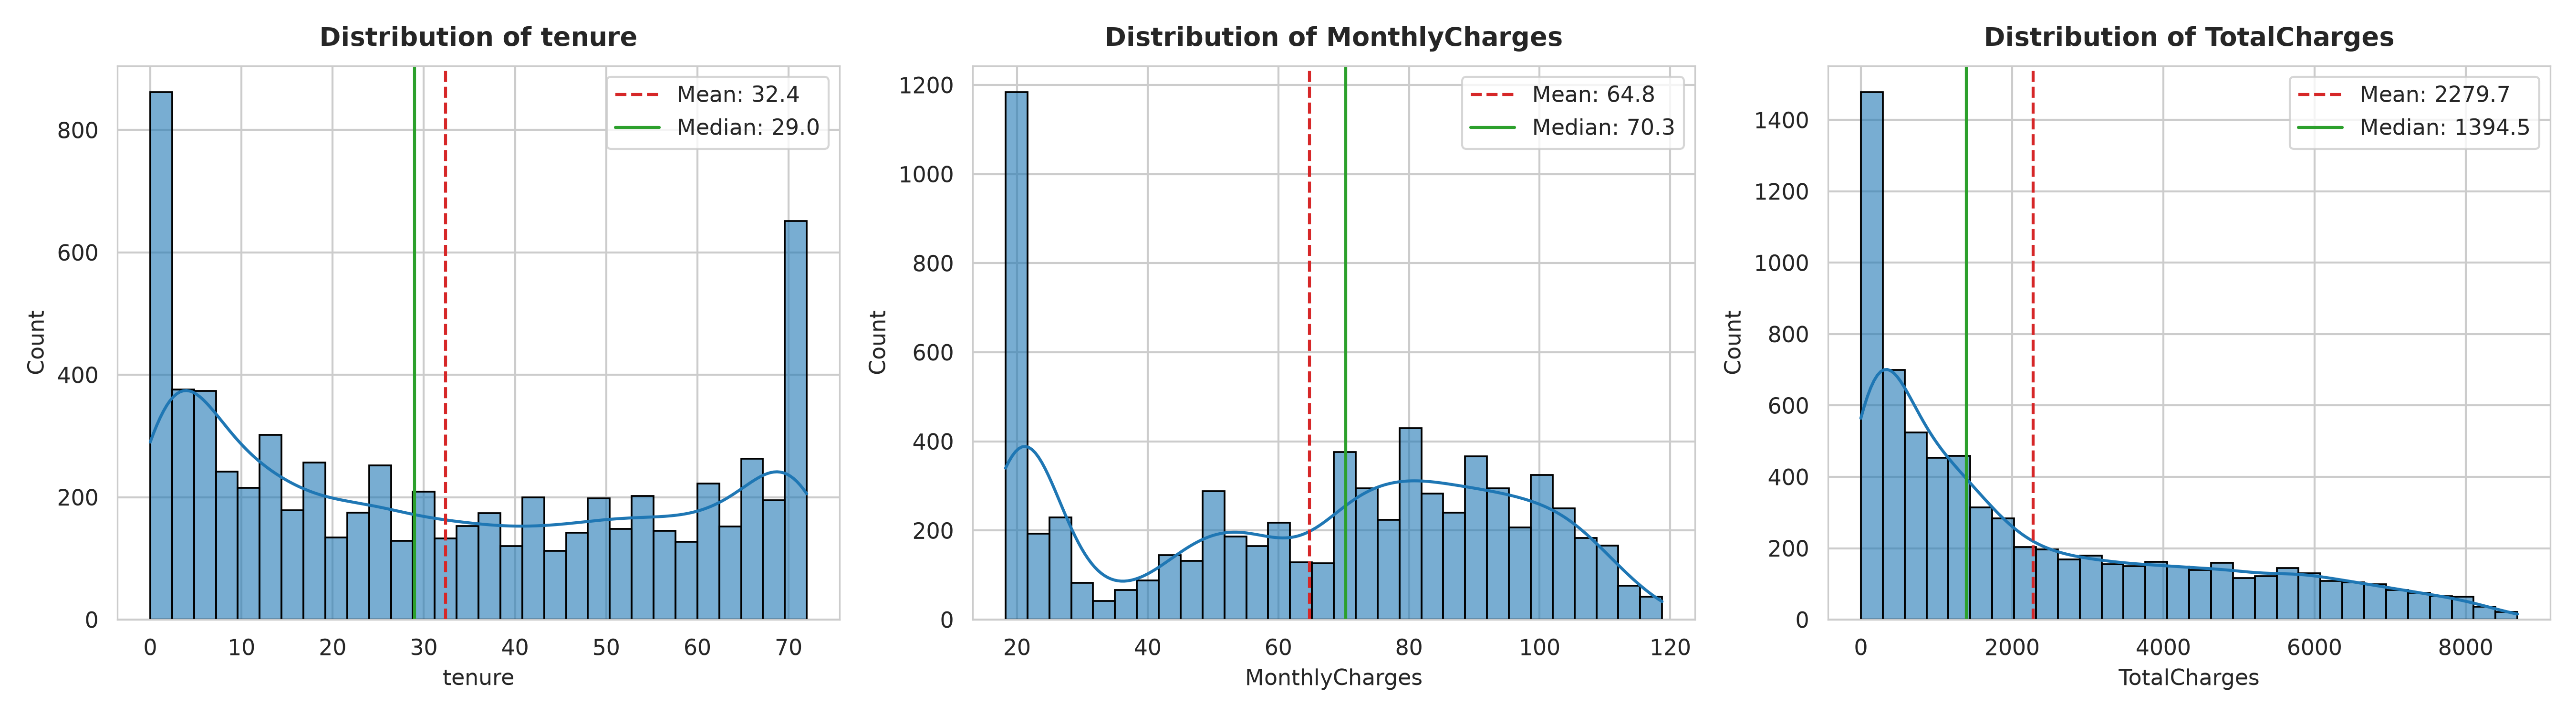 Distribution of tenure
Mean: 32.4
Median: 29.0
800
600
400
200
0
Count
0 10 20 30 40 50 60 70
tenure
Distribution of MonthlyCharges
Mean: 64.8
Median: 70.3
1200
1000
800
600
400
200
0
Count
20 40 60 80 100 120
MonthlyCharges
Distribution of TotalCharges
Mean: 2279.7
Median: 1394.5
1400
1200
1000
800
600
400
200
0
Count
0 2000 4000 6000 8000
TotalCharges